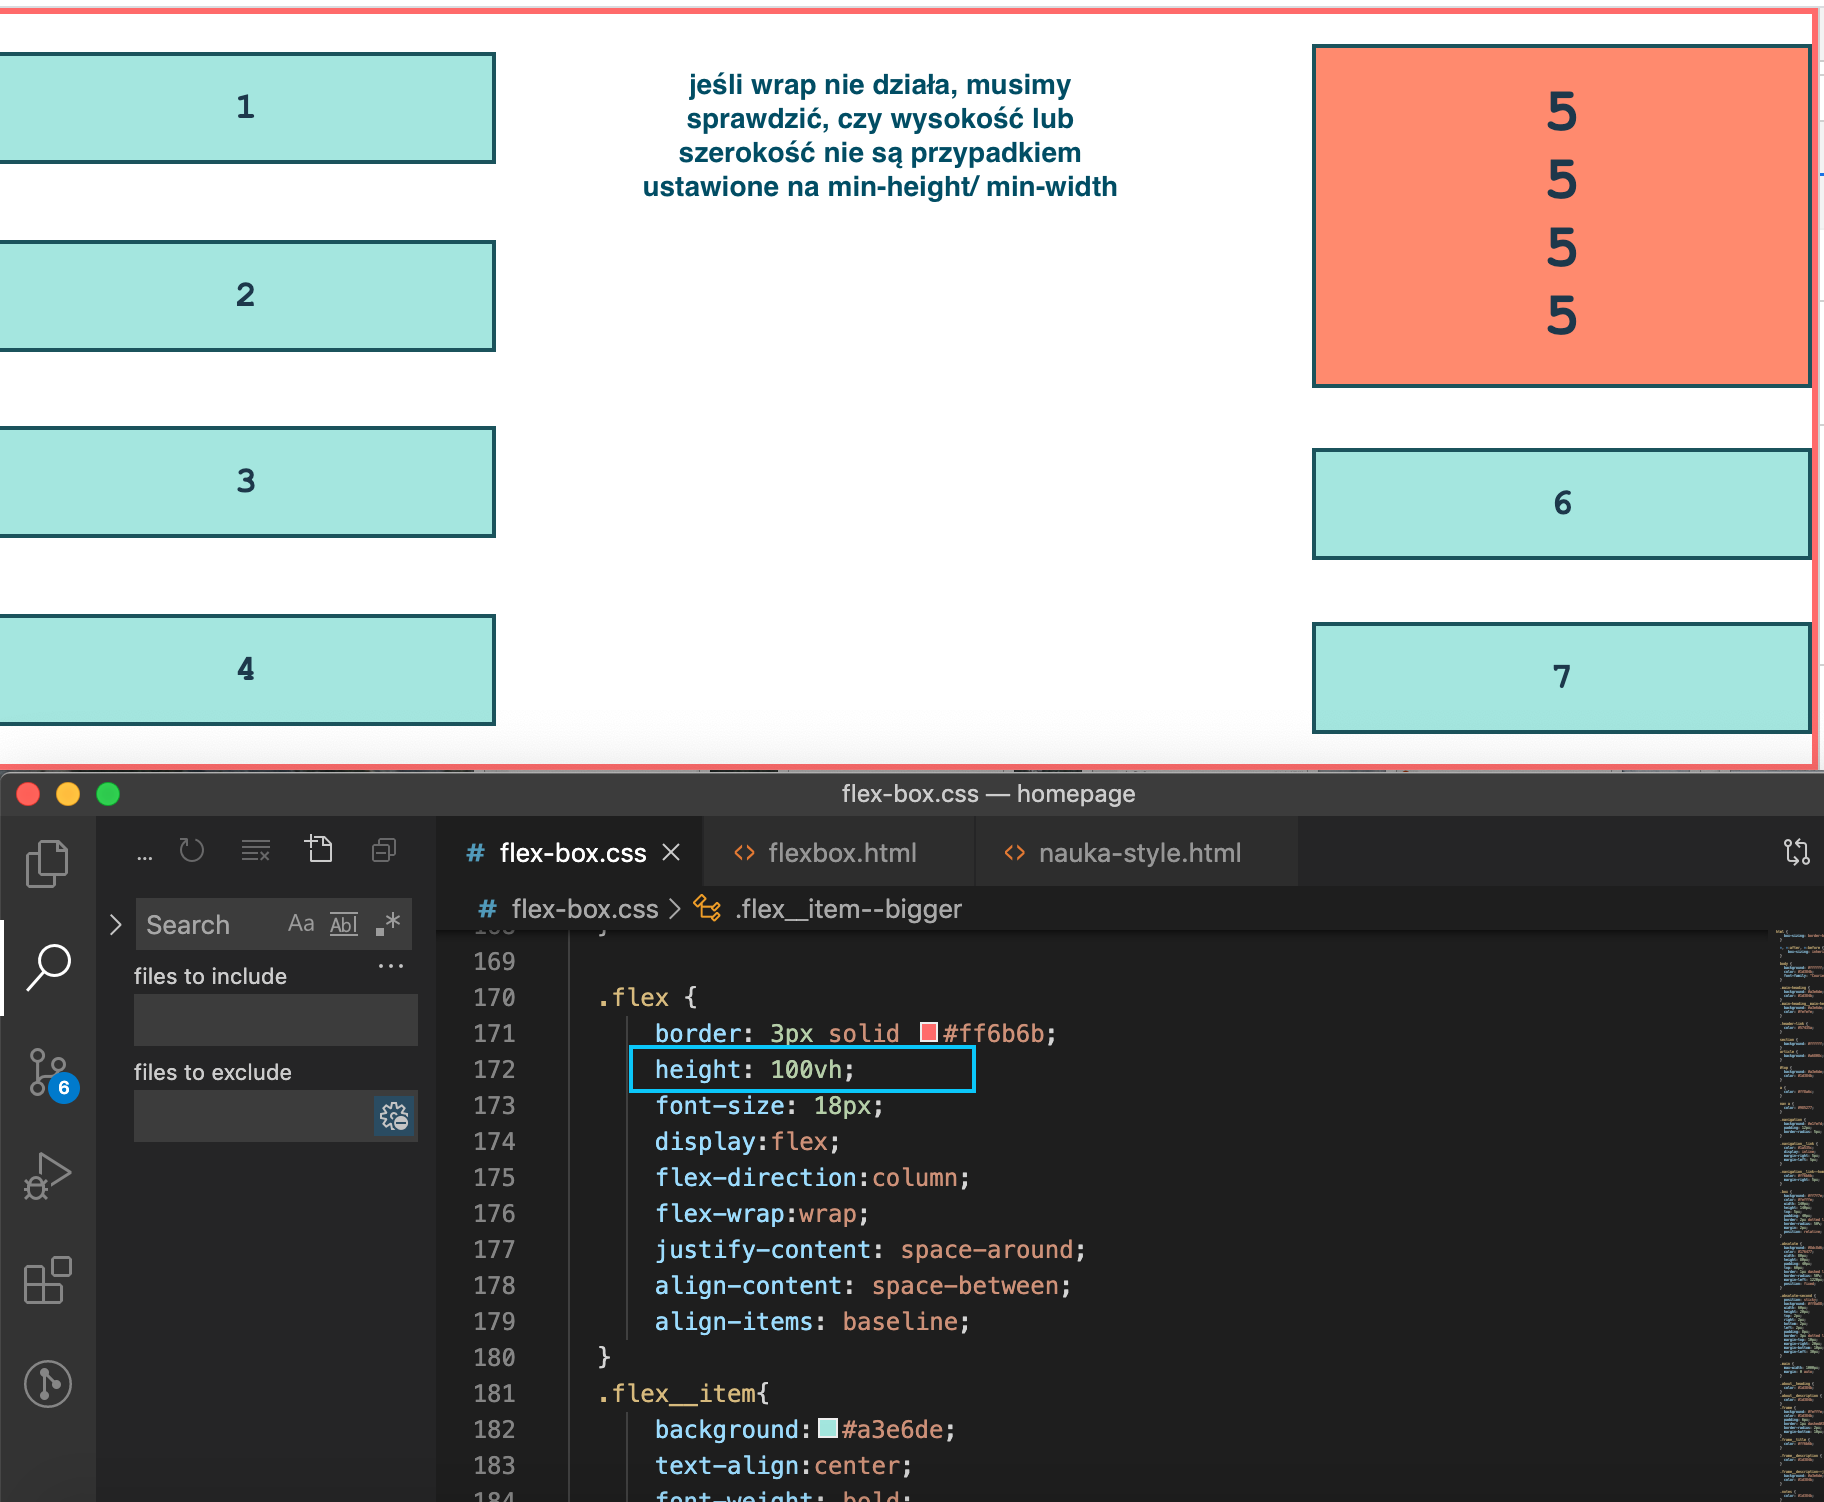 1
2
3
4
jeśli wrap nie działa, musimy
sprawdzić, czy wysokość lub
szerokość nie są przypadkiem
ustawione na min-height/ min-width
5
5
5
5
6
7
flex-box.css — homepage
...
# flex-box.css
<> flexbox.html
<> nauka-style.html
Search Aa Abl .*
files to include
...
files to exclude
6
# flex-box.css > .flex__item--bigger
169
170 .flex {
171 border: 3px solid #ff6b6b;
172 height: 100vh;
173 font-size: 18px;
174 display:flex;
175 flex-direction:column;
176 flex-wrap:wrap;
177 justify-content: space-around;
178 align-content: space-between;
179 align-items: baseline;
180 }
181 .flex__item{
182 background: #a3e6de;
183 text-align:center;
184 font-weight: bold;